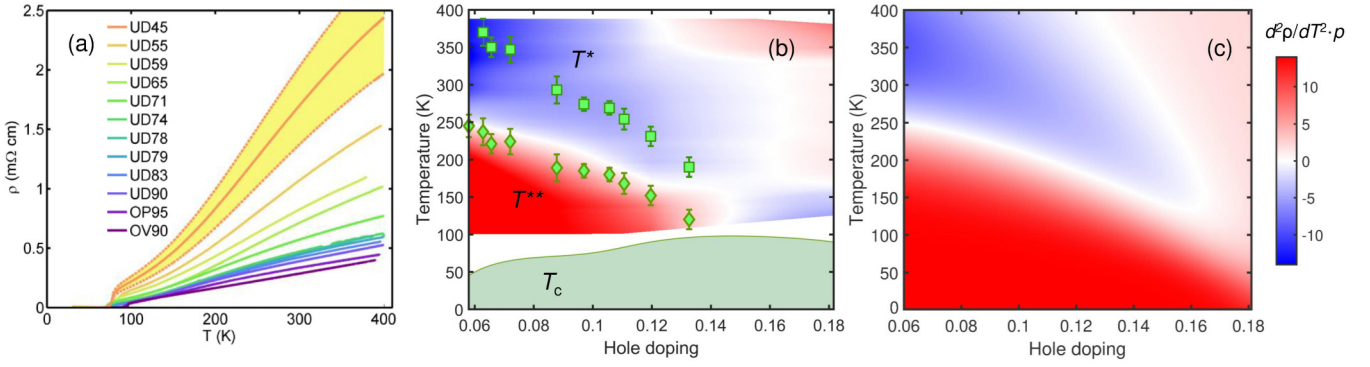 (a)
UD45
UD55
UD59
UD65
UD71
UD74
UD78
UD79
UD83
UD90
OP95
OV90
2.5
2
1.5
1
0.5
0
0
100
200
300
400
ρ (mΩ cm)
T (K)
(b)
T*
T**
Tc
400
350
300
250
200
150
100
50
0
0.06
0.08
0.1
0.12
0.14
0.16
0.18
Temperature (K)
Hole doping
(c)
400
350
300
250
200
150
100
50
0
0.06
0.08
0.1
0.12
0.14
0.16
0.18
Temperature (K)
Hole doping
d²ρ/dT²·p
10
5
0
-5
-10